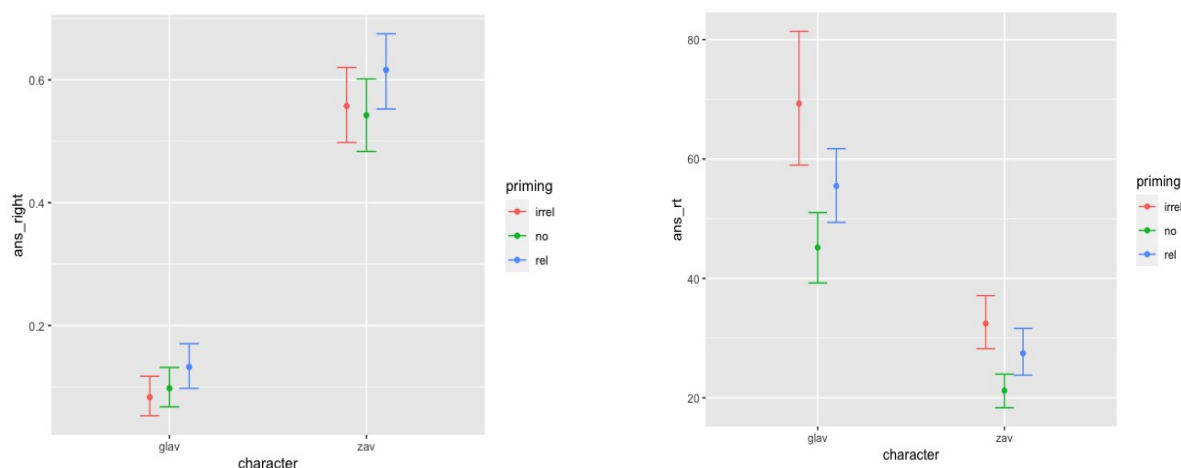 ans_right
0.6
0.4
0.2
glav
zav
character
priming
irrel
no
rel
ans_rt
80
60
40
20
glav
zav
character
priming
irrel
no
rel